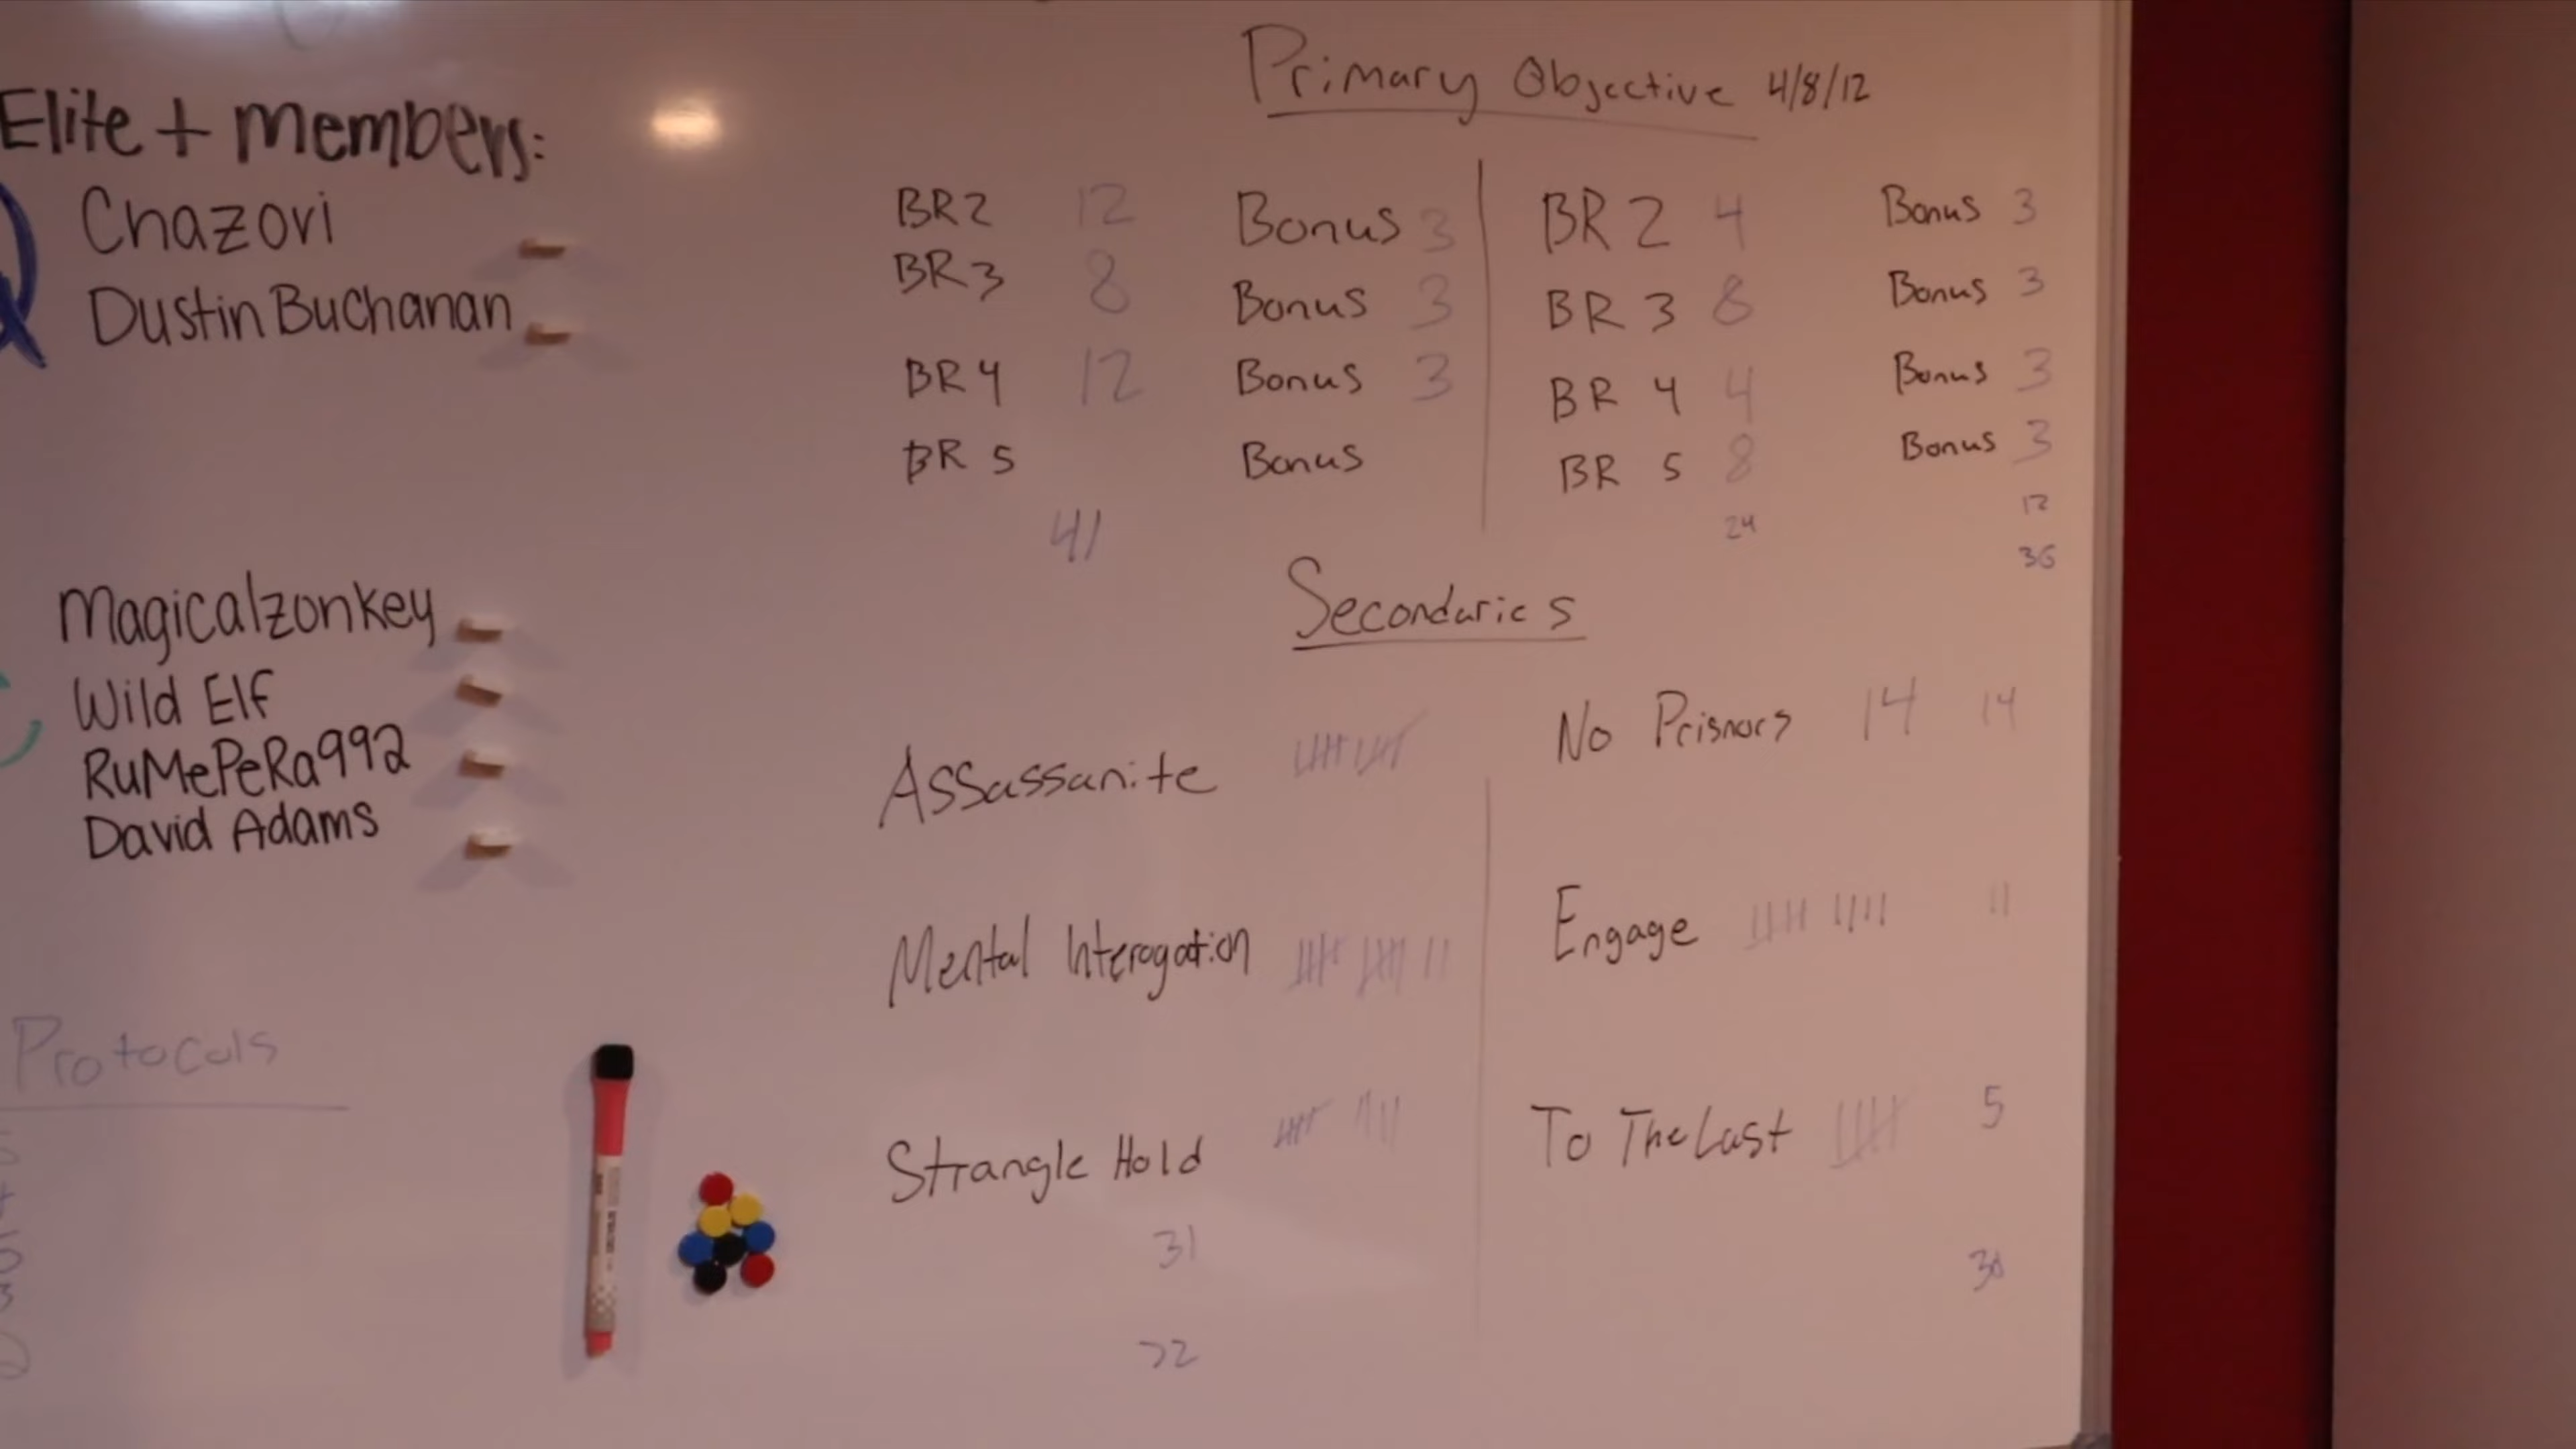 Elite + members:
Chazori
Dustin Buchanan
Magicalzonkey
Wild Elf
RuMePeRa992
David Adams
Protocols
Primary Objective 4/8/12
BR2 12 Bonus 3
BR3 8 Bonus 3
BR4 12 Bonus 3
BR 5 Bonus
41
BR 2 4 Bonus 3
BR 3 8 Bonus 3
BR 4 4 Bonus 3
BR 5 8 Bonus 3
24 12
36
Secondaries
Assassanite
Mental Interogation
Strangle Hold
31
72
No Prisnors 14 14
Engage 11
To The Last 5
30